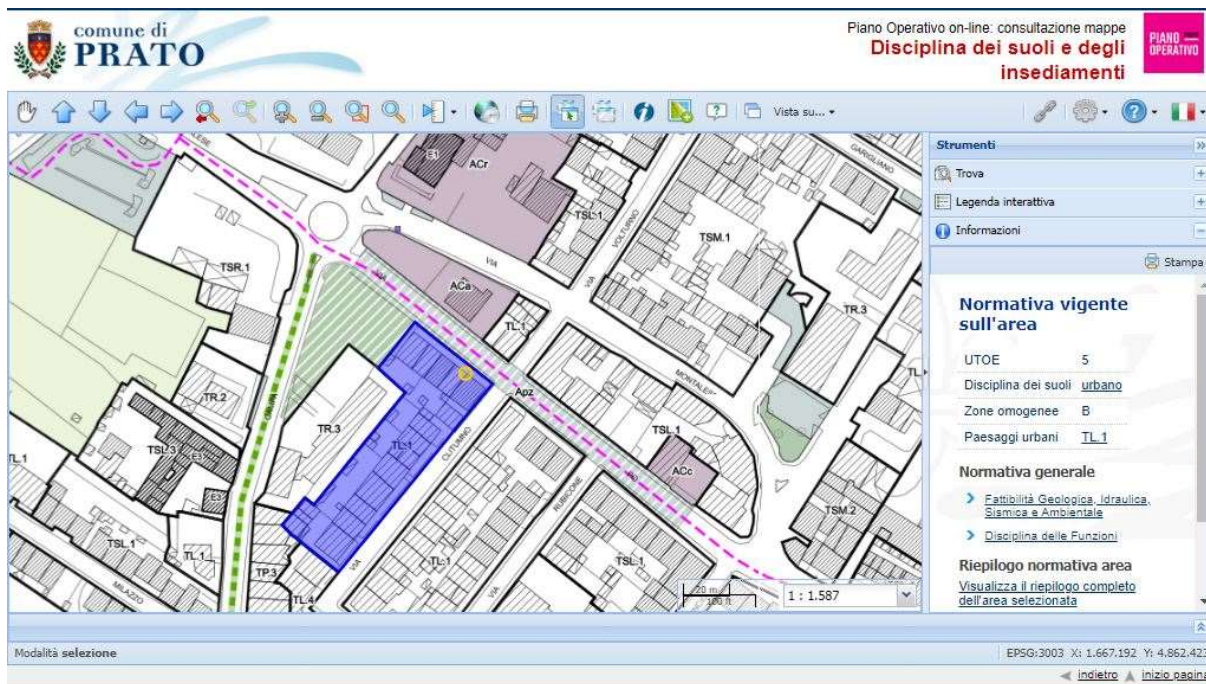 comune di
PRATO
Piano Operativo on-line: consultazione mappe
Disciplina dei suoli e degli
insediamenti
PIANO
OPERATIVO
Vista su...
Strumenti
Trova
Legenda interattiva
Informazioni
Stampa
Normativa vigente
sull'area
UTOE 5
Disciplina dei suoli urbano
Zone omogenee B
Paesaggi urbani TL.1
Normativa generale
Fattibilità Geologica, Idraulica,
Sismica e Ambientale
Disciplina delle Funzioni
Riepilogo normativa area
Visualizza il riepilogo completo
dell'area selezionata
E1
ACr
GARIGLIANO
TSL.1
VOLTURNO
TSM.1
TSR.1
VIA
VIA
VIA
ACa
TL.1
TR.3
TL.
MONTALE
Apz
TR.2
TR.3
TL.1
CLITUMNO
TSL.1
ACc
TSL.3
E3
E3
TL.1
RUBICONE
PO
TSM.2
TSL.1
TL.1
TP.3
VIA
TL.1
TSL.1
MILAZZO
TL.4
VIA
20 m
100 ft
1 : 1.587
Modalità selezione
EPSG:3003 X: 1.667.192 Y: 4.862.423
indietro
inizio pagina